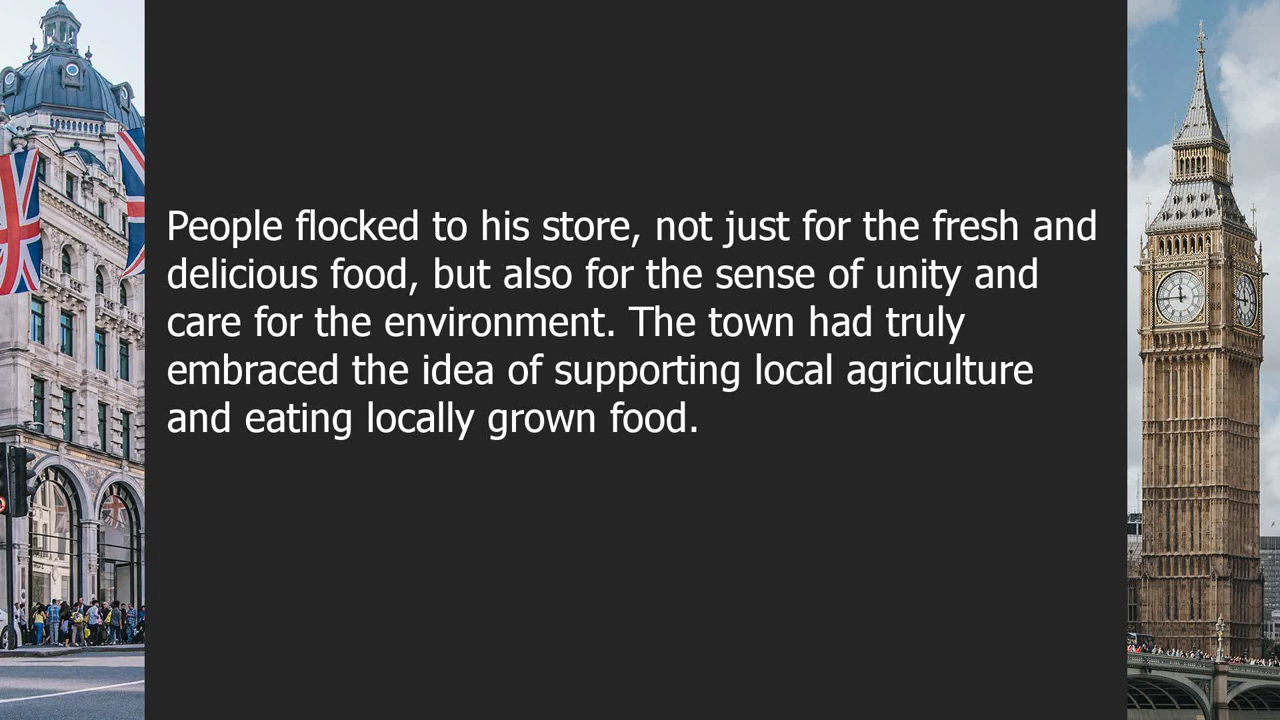 People flocked to his store, not just for the fresh and
delicious food, but also for the sense of unity and
care for the environment. The town had truly
embraced the idea of supporting local agriculture
and eating locally grown food.